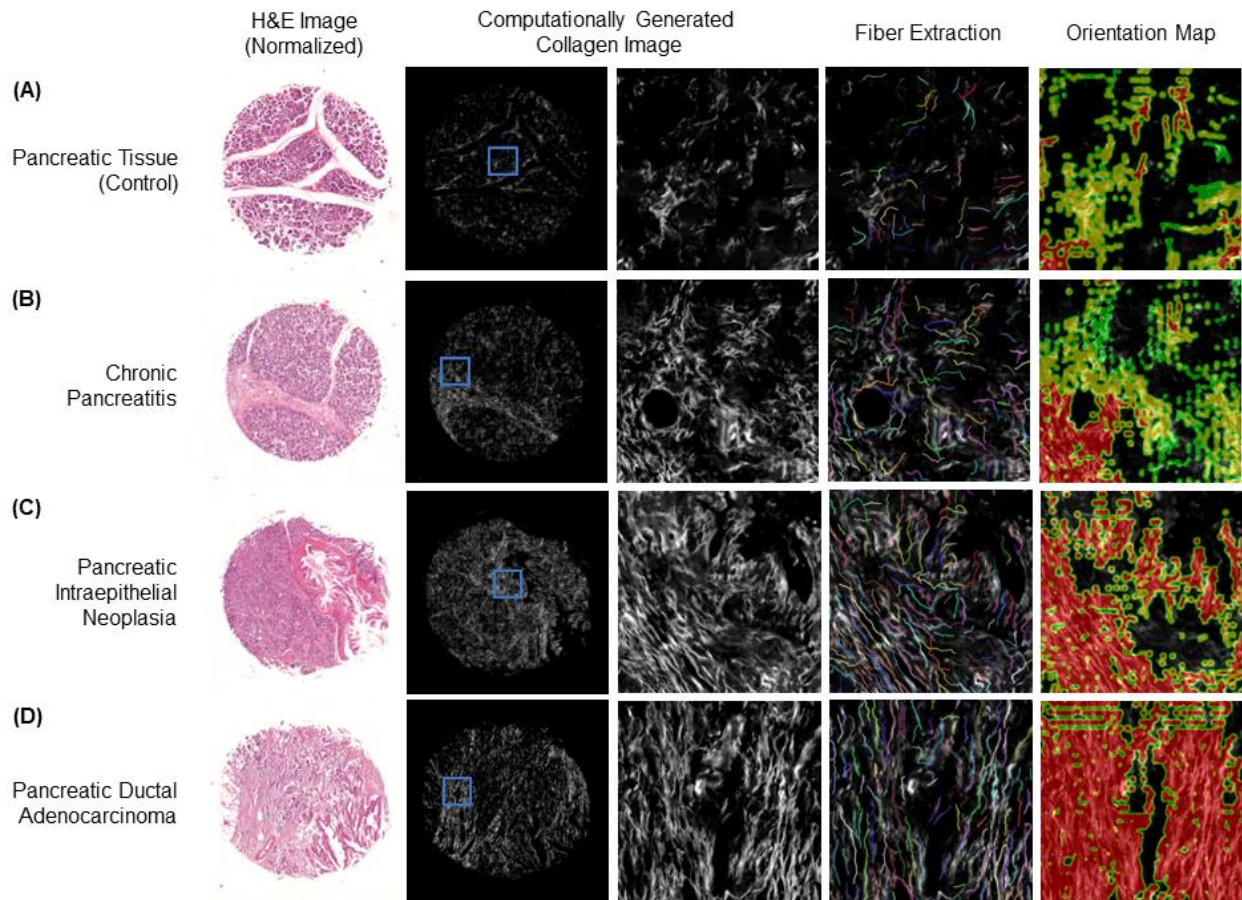 H&E Image
(Normalized)
Computationally Generated
Collagen Image
Fiber Extraction
Orientation Map
(A)
Pancreatic Tissue
(Control)
(B)
Chronic
Pancreatitis
(C)
Pancreatic
Intraepithelial
Neoplasia
(D)
Pancreatic Ductal
Adenocarcinoma